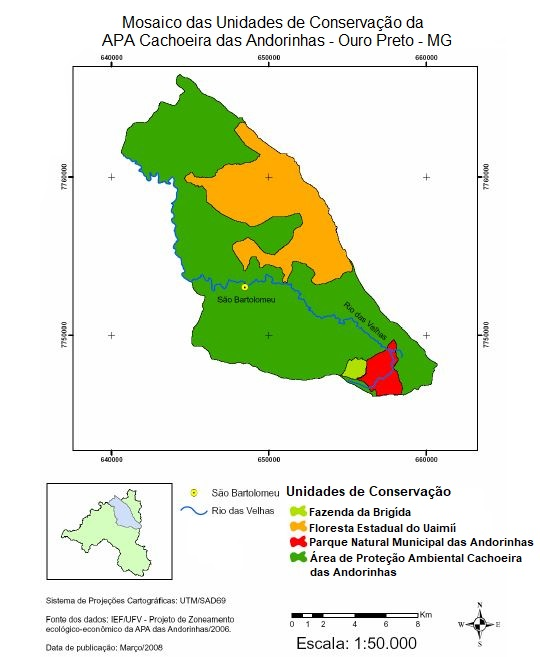 Mosaico das Unidades de Conservação da
APA Cachoeira das Andorinhas - Ouro Preto - MG
640000 650000 660000
7760000 7760000
São Bartolomeu
Rio das Velhas
7750000 7750000
640000 650000 660000
São Bartolomeu
Rio das Velhas
Unidades de Conservação
Fazenda da Brigida
Floresta Estadual do Uaimií
Parque Natural Municipal das Andorinhas
Área de Proteção Ambiental Cachoeira
das Andorinhas
Sistema de Projeções Cartográficas: UTM/SAD69
Fonte dos dados: IEF/UFV - Projeto de Zoneamento
ecológico-econômico da APA das Andorinhas/2006.
Data de publicação: Março/2008
0 1 2 4 6 8 Km
Escala: 1:50.000
N
W E
S